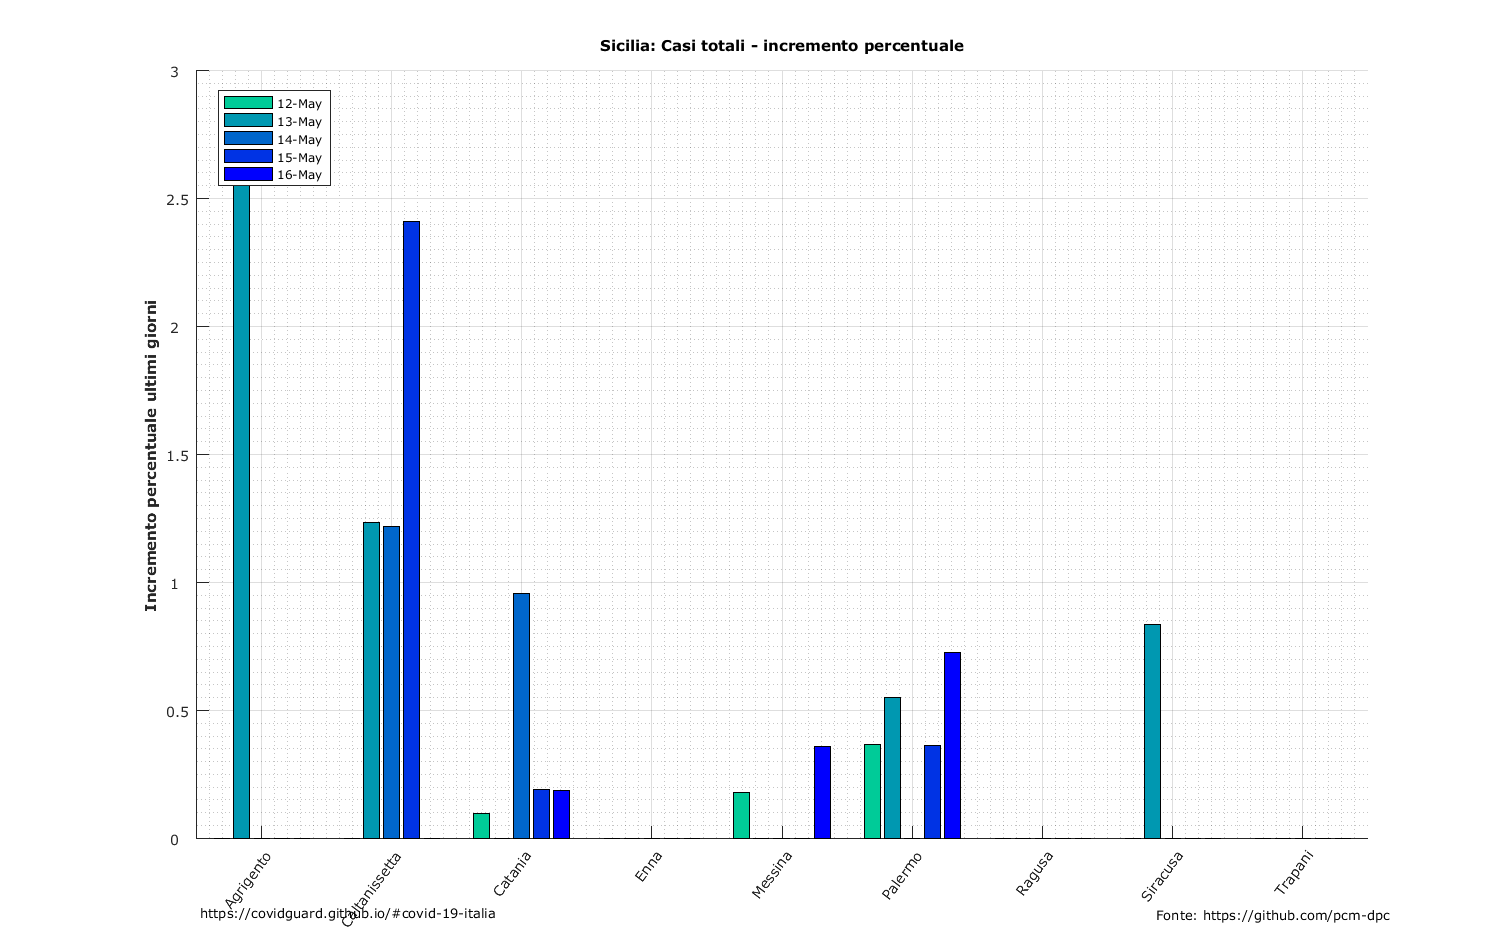 Sicilia: Casi totali - incremento percentuale
3
2.5
2
1.5
1
0.5
0
Incremento percentuale ultimi giorni
12-May
13-May
14-May
15-May
16-May
Agrigento
Caltanissetta
Catania
Enna
Messina
Palermo
Ragusa
Siracusa
Trapani
https://covidguard.github.io/#covid-19-italia
Fonte: https://github.com/pcm-dpc